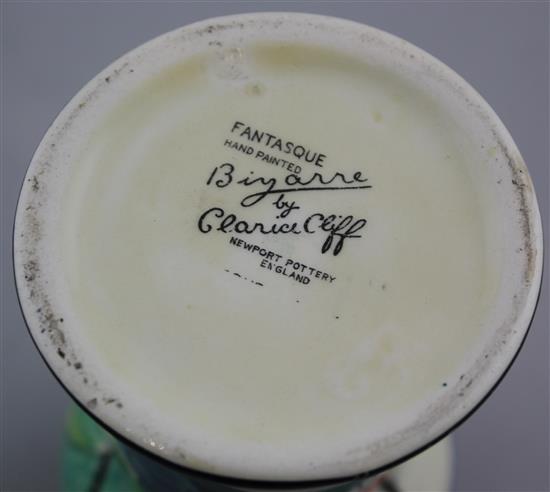 FANTASQUE
HAND PAINTED
Bizarre
by
Clarice Cliff
NEWPORT POTTERY
ENGLAND